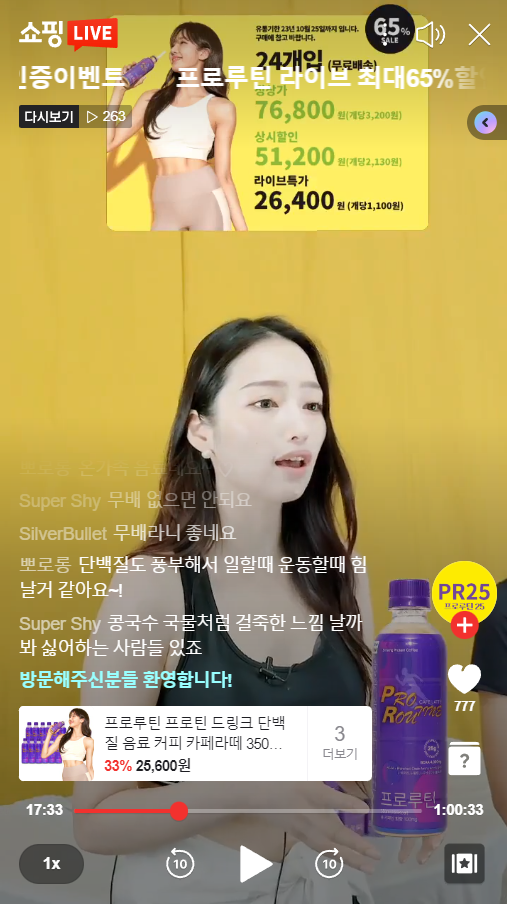 쇼핑 LIVE
유통기한 23년 10월 25일까지 입니다.
구매에 참고 바랍니다.
65%
SALE
24개입 (무료배송)
인증이벤트 프로루틴 라이브 최대65%할
정상가
76,800 원(개당3,200원)
상시할인
51,200 원(개당2,130원)
라이브특가
26,400 원 (개당1,100원)
다시보기 ▷ 263
Super Shy 무배 없으면 안되요
SilverBullet 무배라니 좋네요
뽀로롱 단백질도 풍부해서 일할때 운동할때 힘
날거 같아요~!
Super Shy 콩국수 국물처럼 걸죽한 느낌 날까
봐 싫어하는 사람들 있죠
방문해주신분들 환영합니다!
PR25
프로루틴 25
777
PRO
ROUTINE
프로루틴
프로루틴 프로틴 드링크 단백
질 음료 커피 카페라떼 350...
33% 25,600원
3
더보기
17:33
1:00:33
1x
10
10